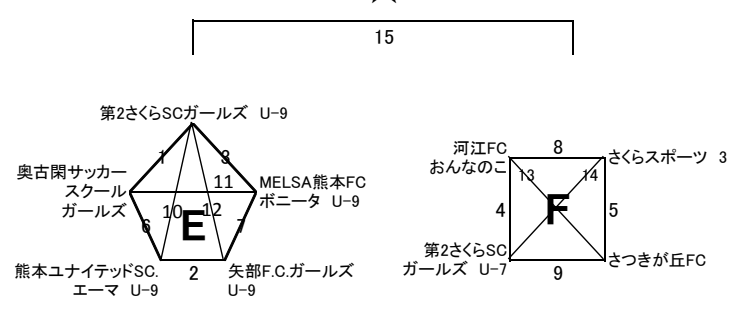 15
第2さくらSCガールズ U-9
1
3
奥古閑サッカー
スクール
ガールズ
11
MELSA熊本FC
ボニータ U-9
10
12
6
E
7
熊本ユナイテッドSC.
エーマ U-9
2
矢部F.C.ガールズ
U-9
河江FC
おんなのこ
8
さくらスポーツ 3
13
14
4
F
5
第2さくらSC
ガールズ U-7
9
さつきが丘FC